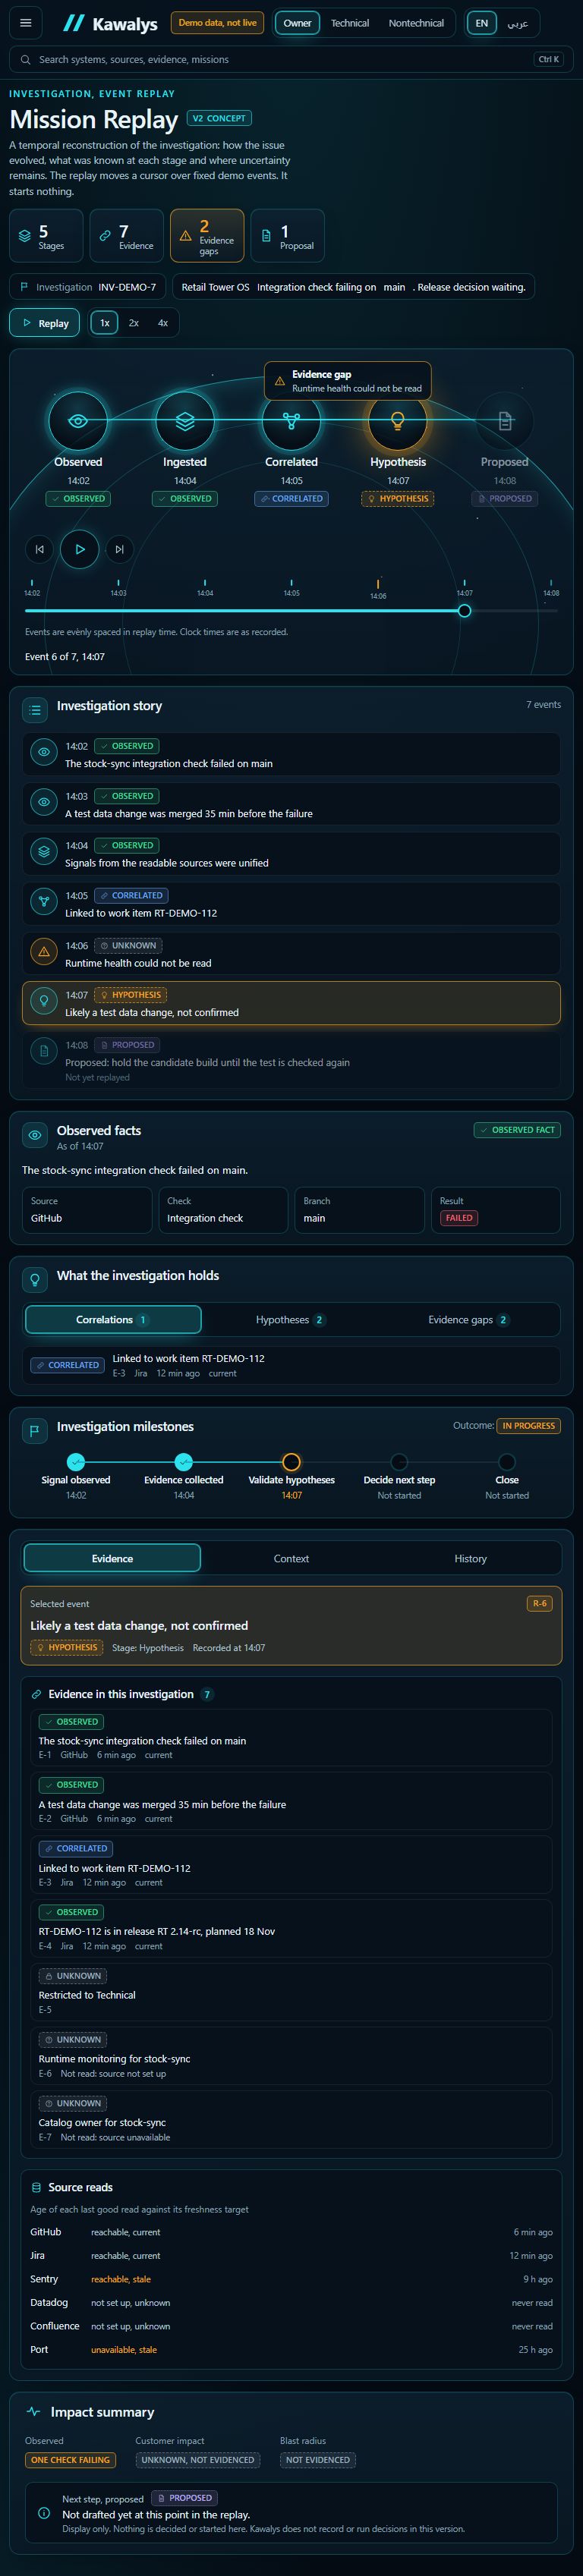 Kawalys
Demo data, not live
Owner
Technical
Nontechnical
EN
عربي
Search systems, sources, evidence, missions
Ctrl K
INVESTIGATION, EVENT REPLAY
Mission Replay
V2 CONCEPT
A temporal reconstruction of the investigation: how the issue
evolved, what was known at each stage and where uncertainty
remains. The replay moves a cursor over fixed demo events. It
starts nothing.
5
Stages
7
Evidence
2
Evidence
gaps
1
Proposal
Investigation INV-DEMO-7
Retail Tower OS Integration check failing on main . Release decision waiting.
Replay
1x
2x
4x
Evidence gap
Runtime health could not be read
Observed
14:02
OBSERVED
Ingested
14:04
OBSERVED
Correlated
14:05
CORRELATED
Hypothesis
14:07
HYPOTHESIS
Proposed
14:08
PROPOSED
14:02
14:03
14:04
14:05
14:06
14:07
14:08
Events are evenly spaced in replay time. Clock times are as recorded.
Event 6 of 7, 14:07
Investigation story
7 events
14:02 OBSERVED
The stock-sync integration check failed on main
14:03 OBSERVED
A test data change was merged 35 min before the failure
14:04 OBSERVED
Signals from the readable sources were unified
14:05 CORRELATED
Linked to work item RT-DEMO-112
14:06 UNKNOWN
Runtime health could not be read
14:07 HYPOTHESIS
Likely a test data change, not confirmed
14:08 PROPOSED
Proposed: hold the candidate build until the test is checked again
Not yet replayed
Observed facts
As of 14:07
OBSERVED FACT
The stock-sync integration check failed on main.
Source
GitHub
Check
Integration check
Branch
main
Result
FAILED
What the investigation holds
Correlations 1
Hypotheses 2
Evidence gaps 2
CORRELATED
Linked to work item RT-DEMO-112
E-3 Jira 12 min ago current
Investigation milestones
Outcome: IN PROGRESS
Signal observed
14:02
Evidence collected
14:04
Validate hypotheses
14:07
Decide next step
Not started
Close
Not started
Evidence
Context
History
Selected event
R-6
Likely a test data change, not confirmed
HYPOTHESIS Stage: Hypothesis Recorded at 14:07
Evidence in this investigation 7
OBSERVED
The stock-sync integration check failed on main
E-1 GitHub 6 min ago current
OBSERVED
A test data change was merged 35 min before the failure
E-2 GitHub 6 min ago current
CORRELATED
Linked to work item RT-DEMO-112
E-3 Jira 12 min ago current
OBSERVED
RT-DEMO-112 is in release RT 2.14-rc, planned 18 Nov
E-4 Jira 12 min ago current
UNKNOWN
Restricted to Technical
E-5
UNKNOWN
Runtime monitoring for stock-sync
E-6 Not read: source not set up
UNKNOWN
Catalog owner for stock-sync
E-7 Not read: source unavailable
Source reads
Age of each last good read against its freshness target
GitHub reachable, current 6 min ago
Jira reachable, current 12 min ago
Sentry reachable, stale 9 h ago
Datadog not set up, unknown never read
Confluence not set up, unknown never read
Port unavailable, stale 25 h ago
Impact summary
Observed
ONE CHECK FAILING
Customer impact
UNKNOWN, NOT EVIDENCED
Blast radius
NOT EVIDENCED
Next step, proposed PROPOSED
Not drafted yet at this point in the replay.
Display only. Nothing is decided or started here. Kawalys does not record or run decisions in this version.